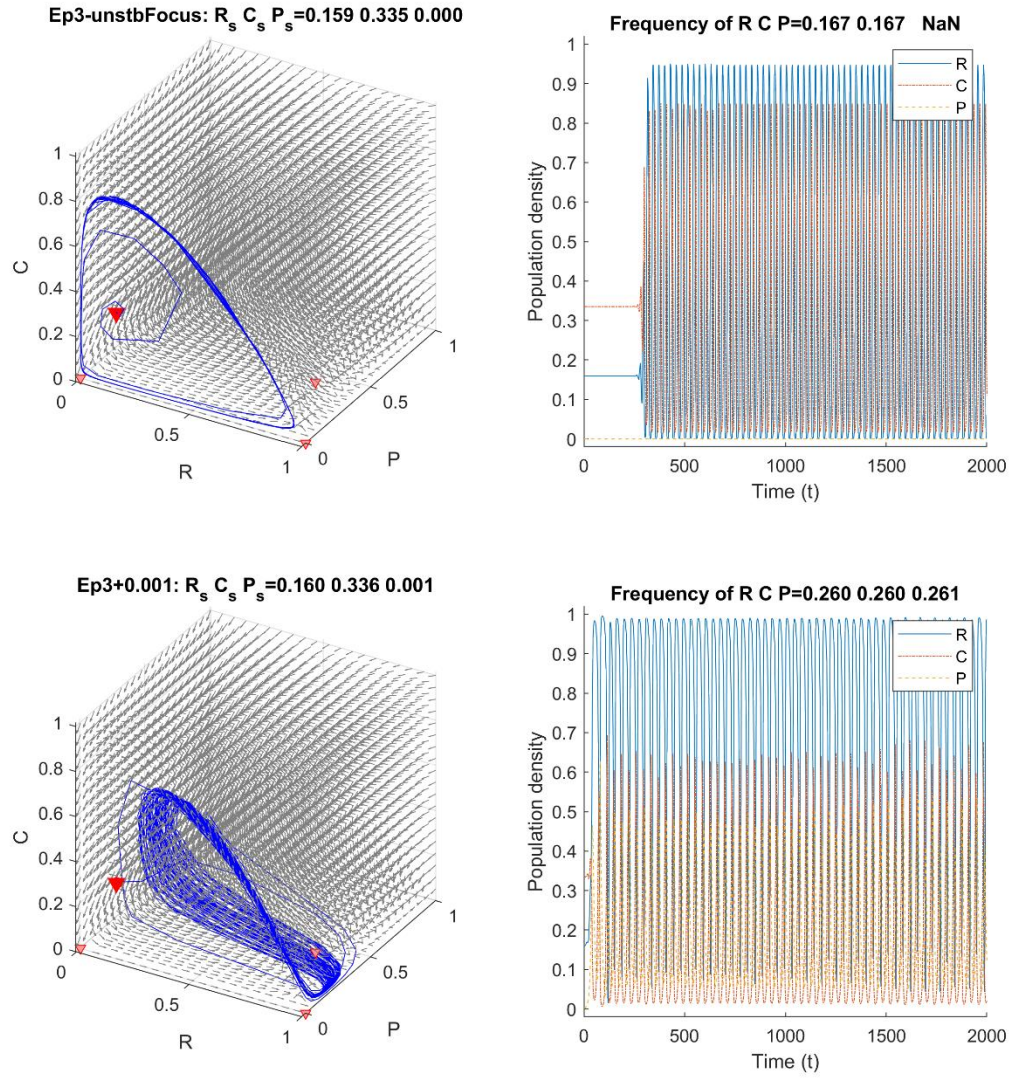 Ep3-unstbFocus: R_s C_s P_s=0.159 0.335 0.000
1
0.8
0.6
0.4
0.2
0
C
0
0.5
1
R
0
0.5
1
P
Frequency of R C P=0.167 0.167 NaN
1
0.9
0.8
0.7
0.6
0.5
0.4
0.3
0.2
0.1
0
Population density
R
C
P
0
500
1000
1500
2000
Time (t)
Ep3+0.001: R_s C_s P_s=0.160 0.336 0.001
1
0.8
0.6
0.4
0.2
0
C
0
0.5
1
R
0
0.5
1
P
Frequency of R C P=0.260 0.260 0.261
1
0.9
0.8
0.7
0.6
0.5
0.4
0.3
0.2
0.1
0
Population density
R
C
P
0
500
1000
1500
2000
Time (t)